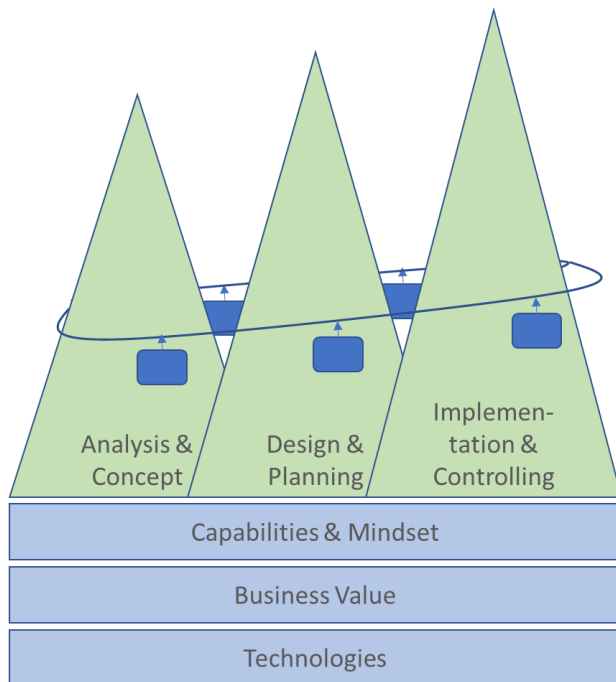 Analysis &
Concept
Design &
Planning
Implemen-
tation &
Controlling
Capabilities & Mindset
Business Value
Technologies